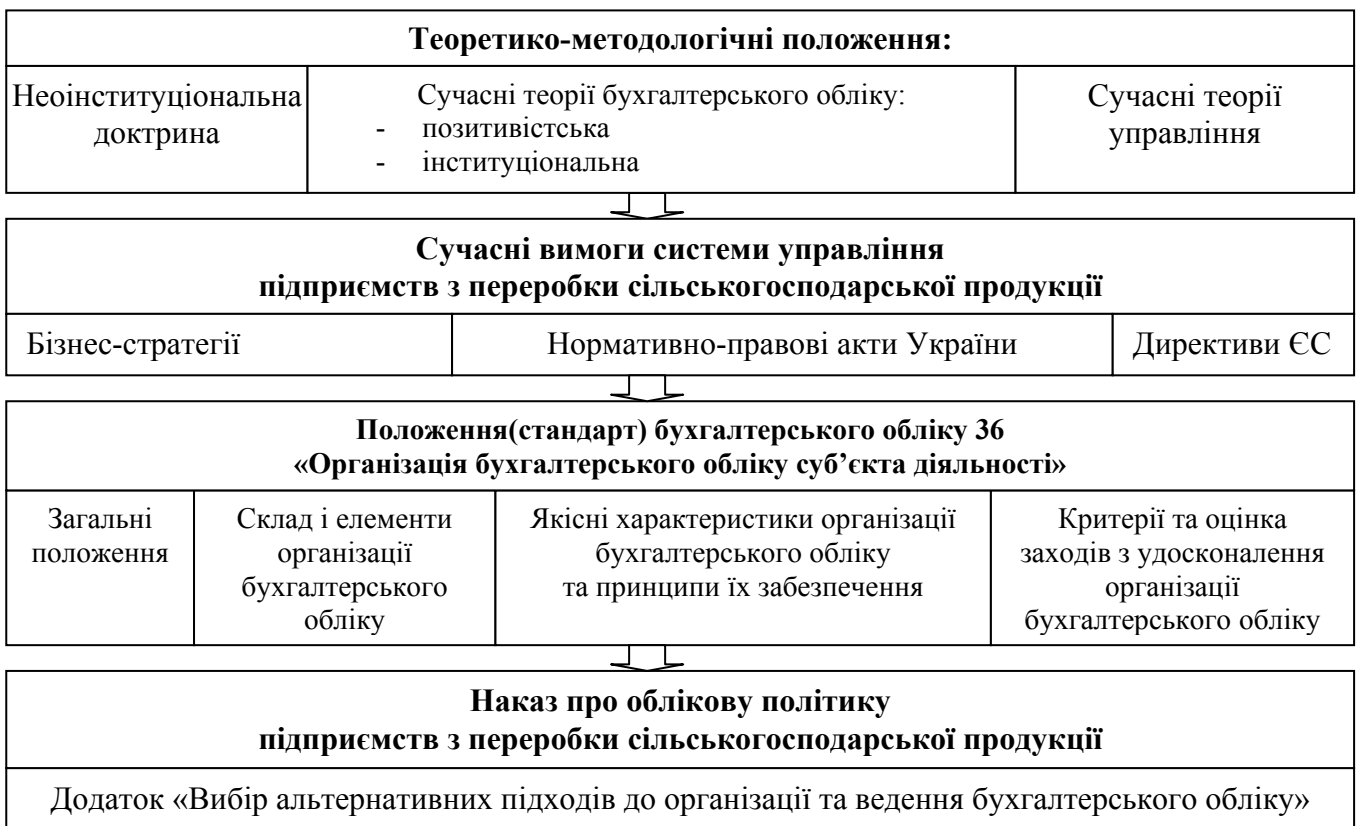 Теоретико-методологічні положення:
Неоінституціональна
доктрина
Сучасні теорії бухгалтерського обліку:
- позитивістська
- інституціональна
Сучасні теорії
управління
Сучасні вимоги системи управління
підприємств з переробки сільськогосподарської продукції
Бізнес-стратегії
Нормативно-правові акти України
Директиви ЄС
Положення(стандарт) бухгалтерського обліку 36
«Організація бухгалтерського обліку суб’єкта діяльності»
Загальні
положення
Склад і елементи
організації
бухгалтерського
обліку
Якісні характеристики організації
бухгалтерського обліку
та принципи їх забезпечення
Критерії та оцінка
заходів з удосконалення
організації
бухгалтерського обліку
Наказ про облікову політику
підприємств з переробки сільськогосподарської продукції
Додаток «Вибір альтернативних підходів до організації та ведення бухгалтерського обліку»